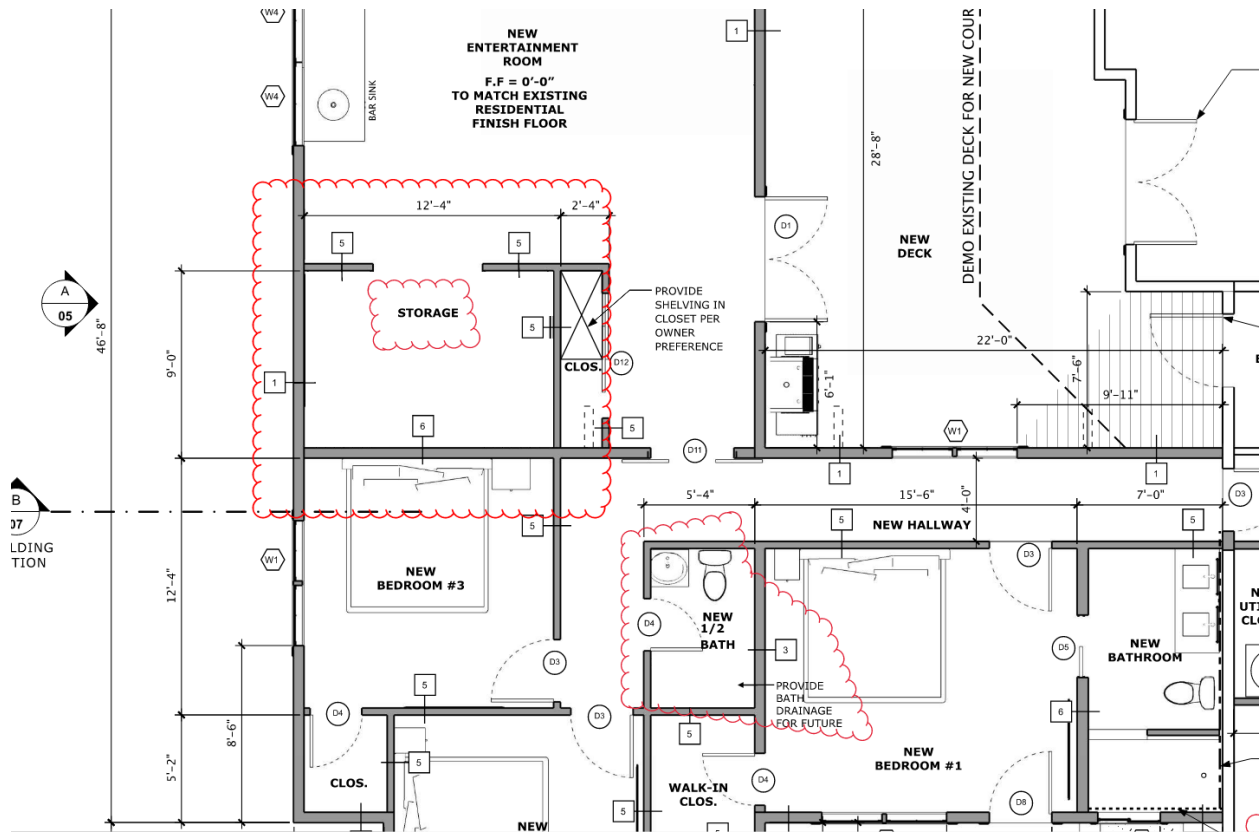 W4
NEW
ENTERTAINMENT
ROOM
F.F = 0'-0"
TO MATCH EXISTING
RESIDENTIAL
FINISH FLOOR
1
W4
BAR SINK
DEMO EXISTING DECK FOR NEW COUR
28'-8"
12'-4"
2'-4"
5
5
D1
NEW
DECK
A
05
46'-8"
9'-0"
STORAGE
PROVIDE
SHELVING IN
CLOSET PER
OWNER
PREFERENCE
5
CLOS.
D12
22'-0"
7'-6"
6'-1"
9'-11"
1
6
5
W1
D11
1
1
B
07
LDING
TION
5'-4"
15'-6"
4'-0"
7'-0"
D3
5
5
NEW HALLWAY
5
W1
NEW
BEDROOM #3
12'-4"
D3
D4
NEW
1/2
BATH
3
D5
NEW
BATHROOM
UTI
CLO
D3
PROVIDE
BATH
DRAINAGE
FOR FUTURE
5
D4
D3
6
8'-6"
5
5'-2"
5
NEW
BEDROOM #1
CLOS.
WALK-IN
CLOS.
D4
D8
5
NEW